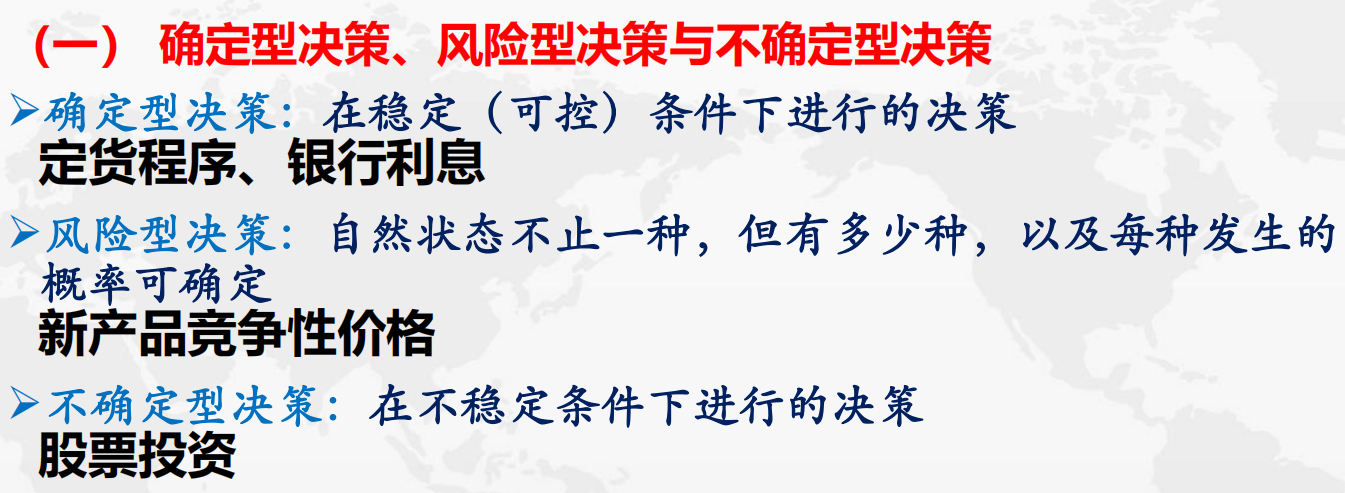 （一） 确定型决策、风险型决策与不确定型决策
➢确定型决策：在稳定（可控）条件下进行的决策
定货程序、银行利息
➢风险型决策：自然状态不止一种，但有多少种，以及每种发生的
概率可确定
新产品竞争性价格
➢不确定型决策：在不稳定条件下进行的决策
股票投资